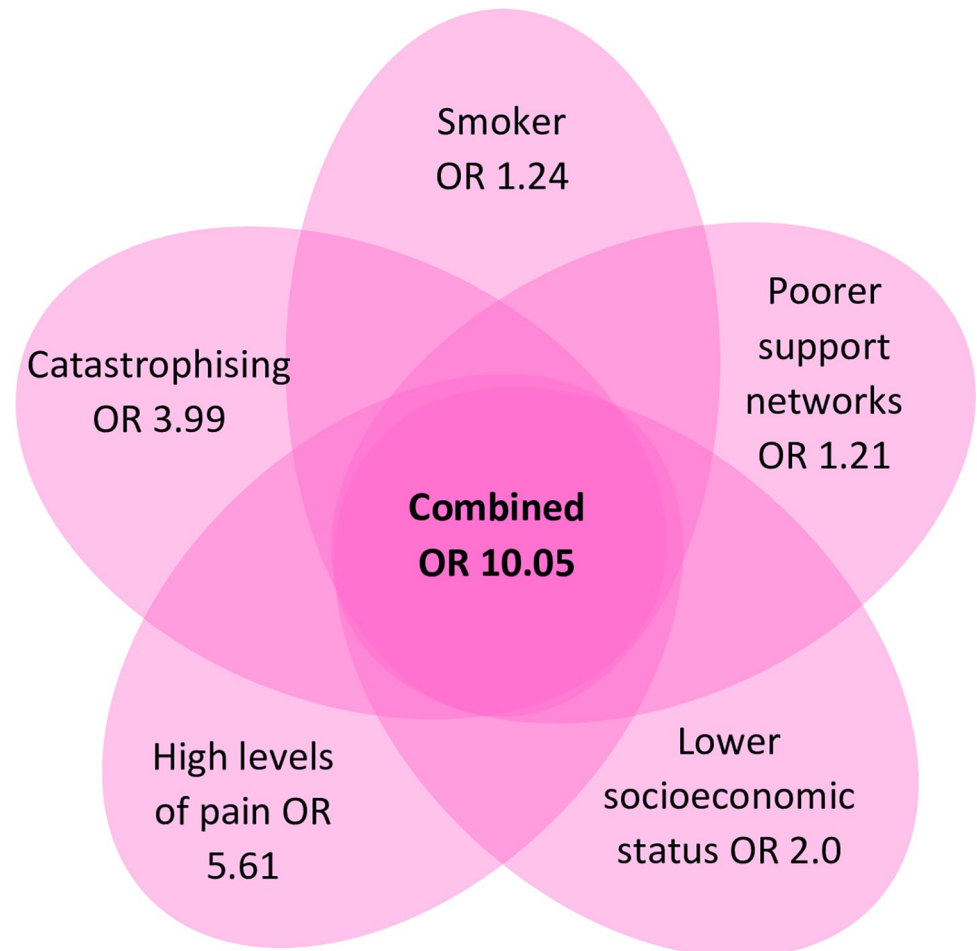 Smoker
OR 1.24
Poorer
support
networks
OR 1.21
Catastrophising
OR 3.99
Combined
OR 10.05
High levels
of pain OR
5.61
Lower
socioeconomic
status OR 2.0